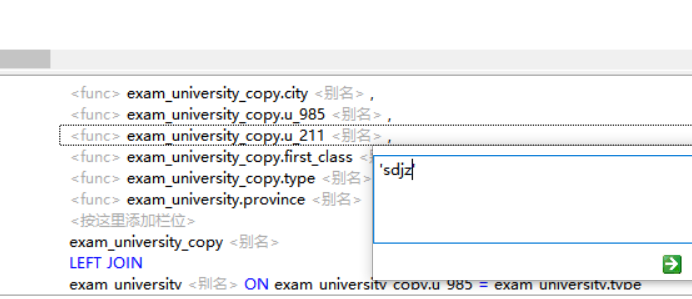 <func> exam_university_copy.city <别名> ,
<func> exam_university_copy.u_985 <别名> ,
<func> exam_university_copy.u_211 <别名> ,
<func> exam_university_copy.first_class
<func> exam_university_copy.type <别名>
<func> exam_university.province <别名>
<按这里添加栏位>
exam_university_copy <别名>
LEFT JOIN
exam_university <别名> ON exam_university_copy.u_985 = exam_university.type
'sdjz'